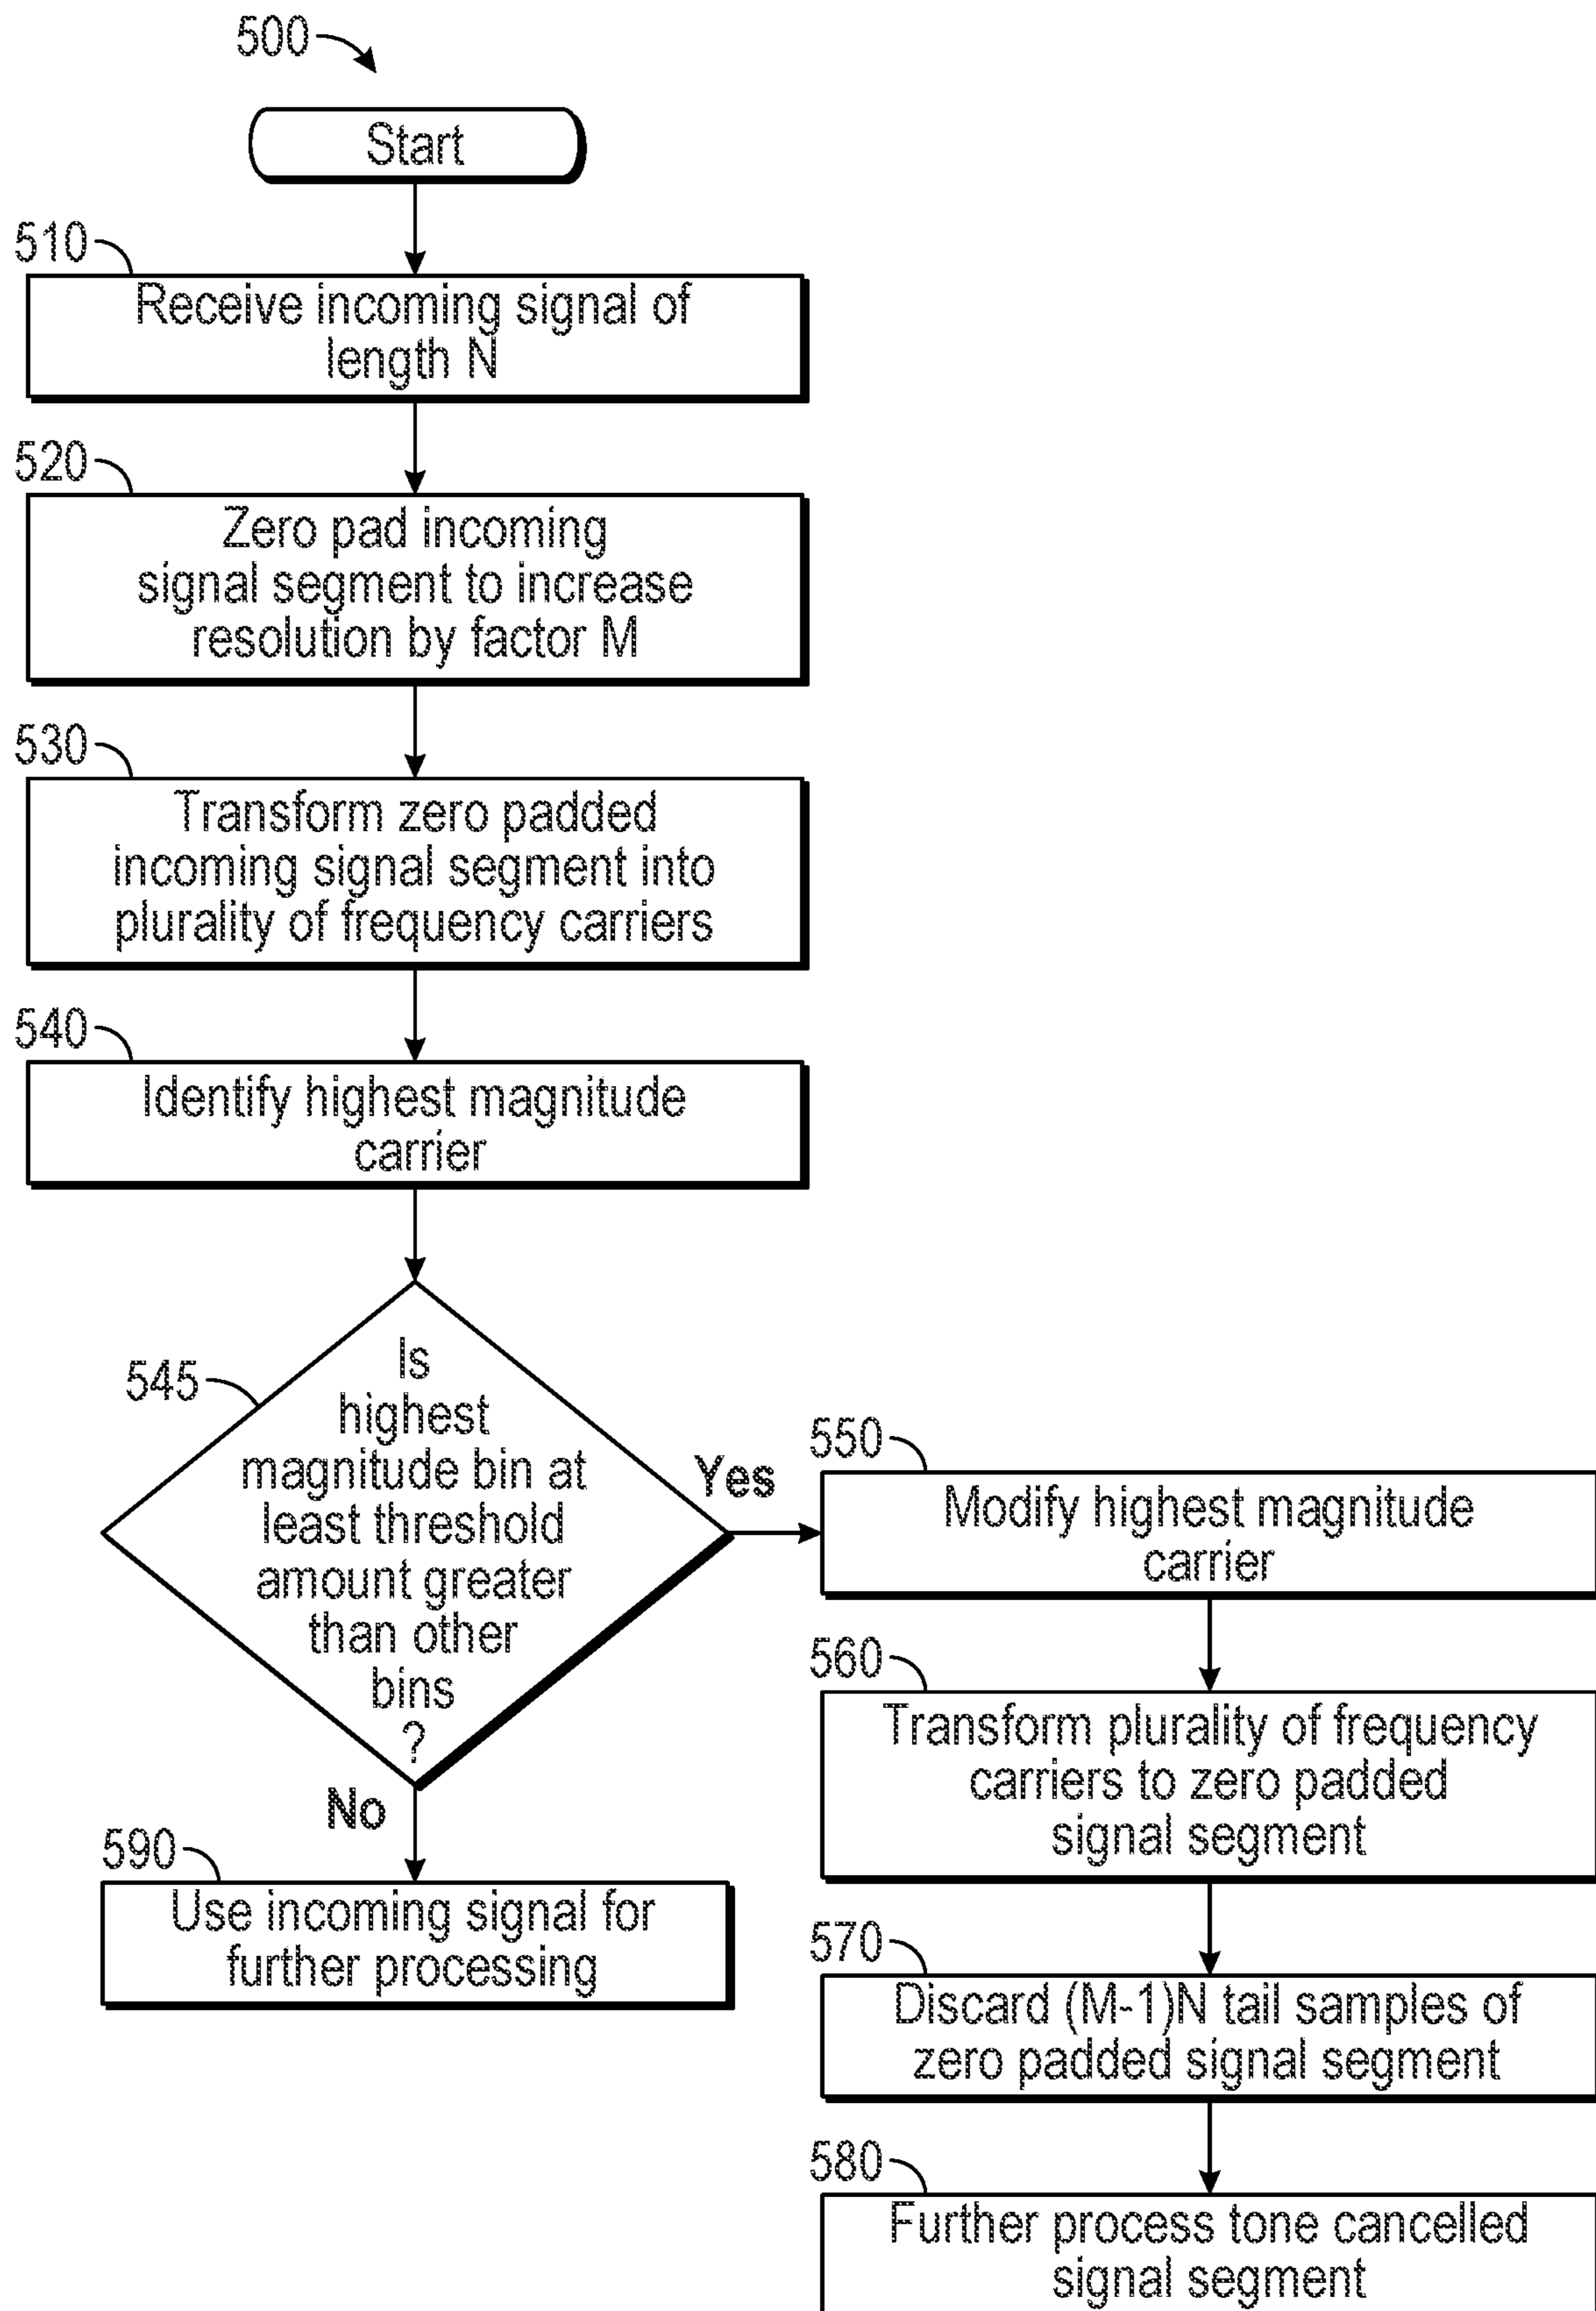 500
Start
510
Receive incoming signal of
length N
520
Zero pad incoming
signal segment to increase
resolution by factor M
530
Transform zero padded
incoming signal segment into
plurality of frequency carriers
540
Identify highest magnitude
carrier
545
Is
highest
magnitude bin at
least threshold
amount greater
than other
bins
?
Yes
No
590
Use incoming signal for
further processing
550
Modify highest magnitude
carrier
560
Transform plurality of frequency
carriers to zero padded
signal segment
570
Discard (M-1)N tail samples of
zero padded signal segment
580
Further process tone cancelled
signal segment